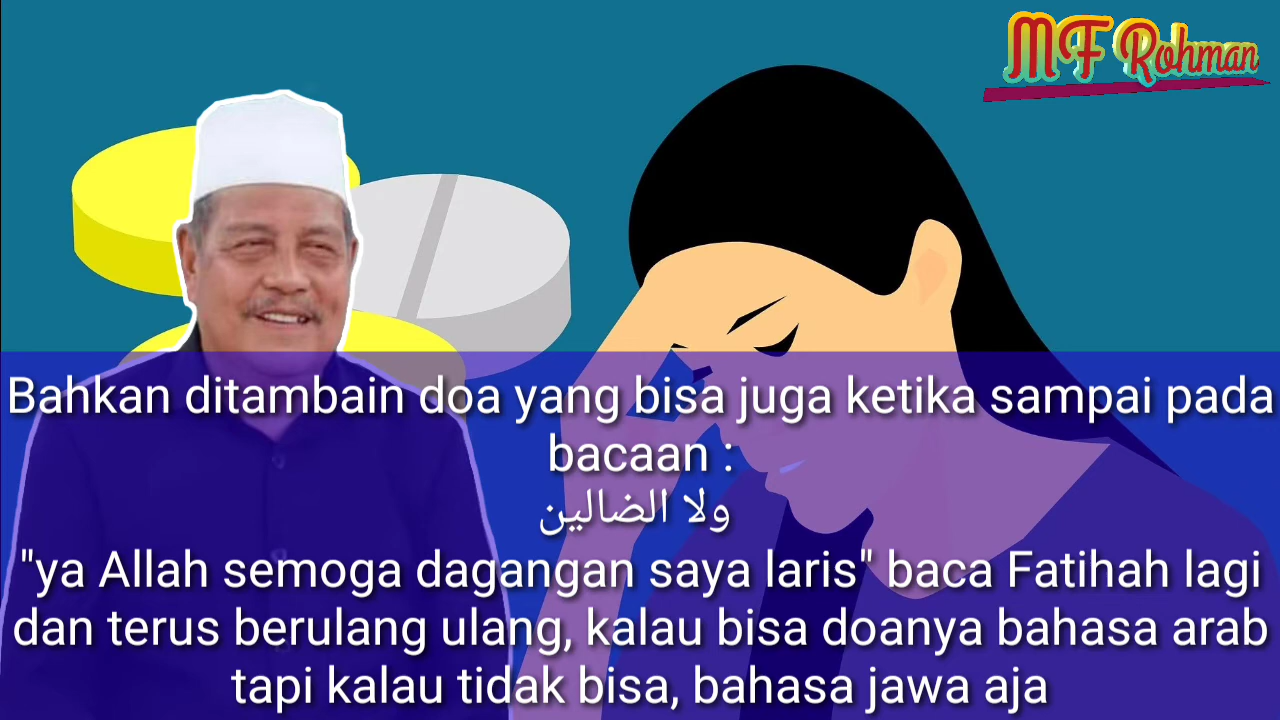 MF Rohman
Bahkan ditambain doa yang bisa juga ketika sampai pada
bacaan :
ولا الضالين
"ya Allah semoga dagangan saya laris" baca Fatihah lagi
dan terus berulang ulang, kalau bisa doanya bahasa arab
tapi kalau tidak bisa, bahasa jawa aja